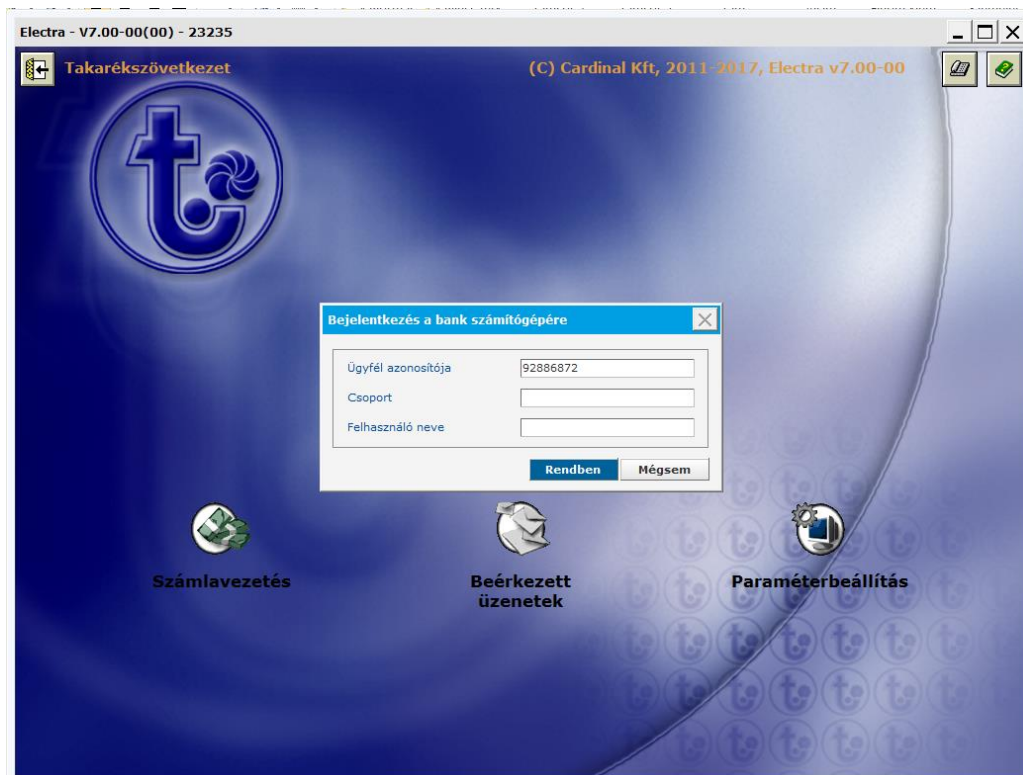 Electra - V7.00-00(00) - 23235
Takarékszövetkezet
(C) Cardinal Kft, 2011-2017, Electra v7.00-00
Bejelentkezés a bank számítógépére
Ügyfél azonosítója
92886872
Csoport
Felhasználó neve
Rendben
Mégsem
Számlavezetés
Beérkezett
üzenetek
Paraméterbeállítás